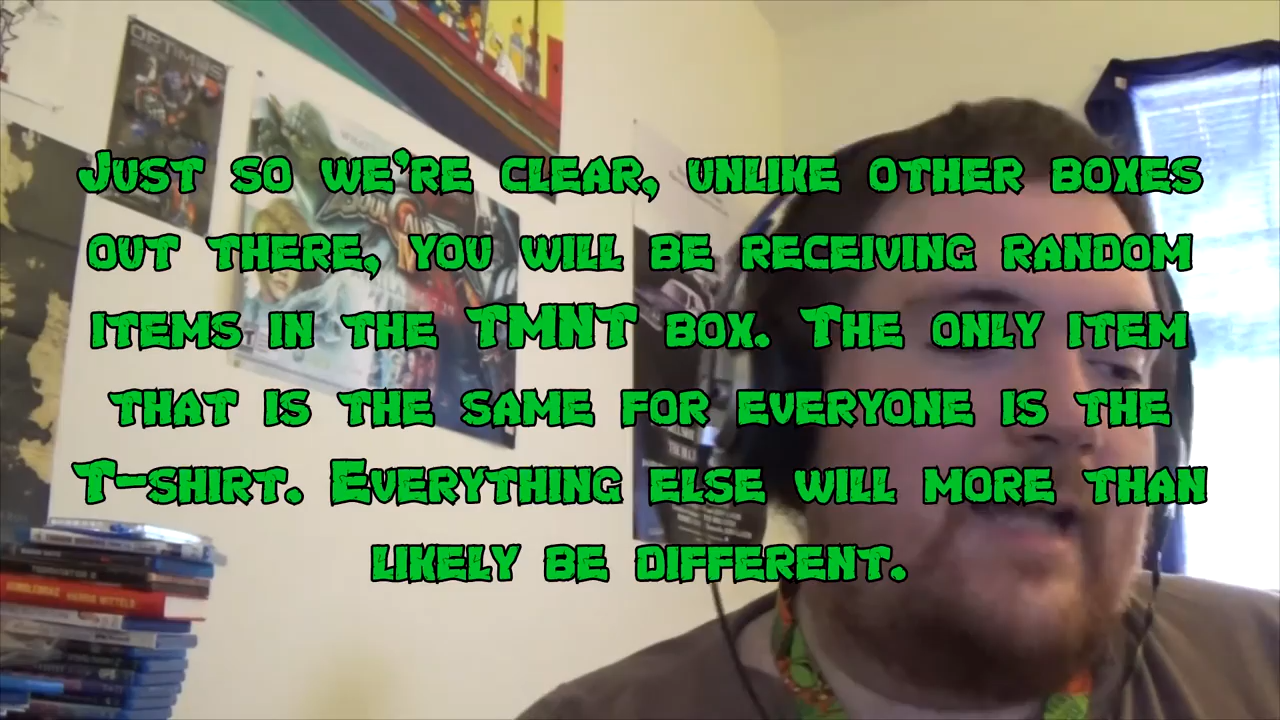 OPTIMUS
Just so we're clear, unlike other boxes
out there, you will be receiving random
items in the TMNT box. The only item
that is the same for everyone is the
T-shirt. Everything else will more than
likely be different.